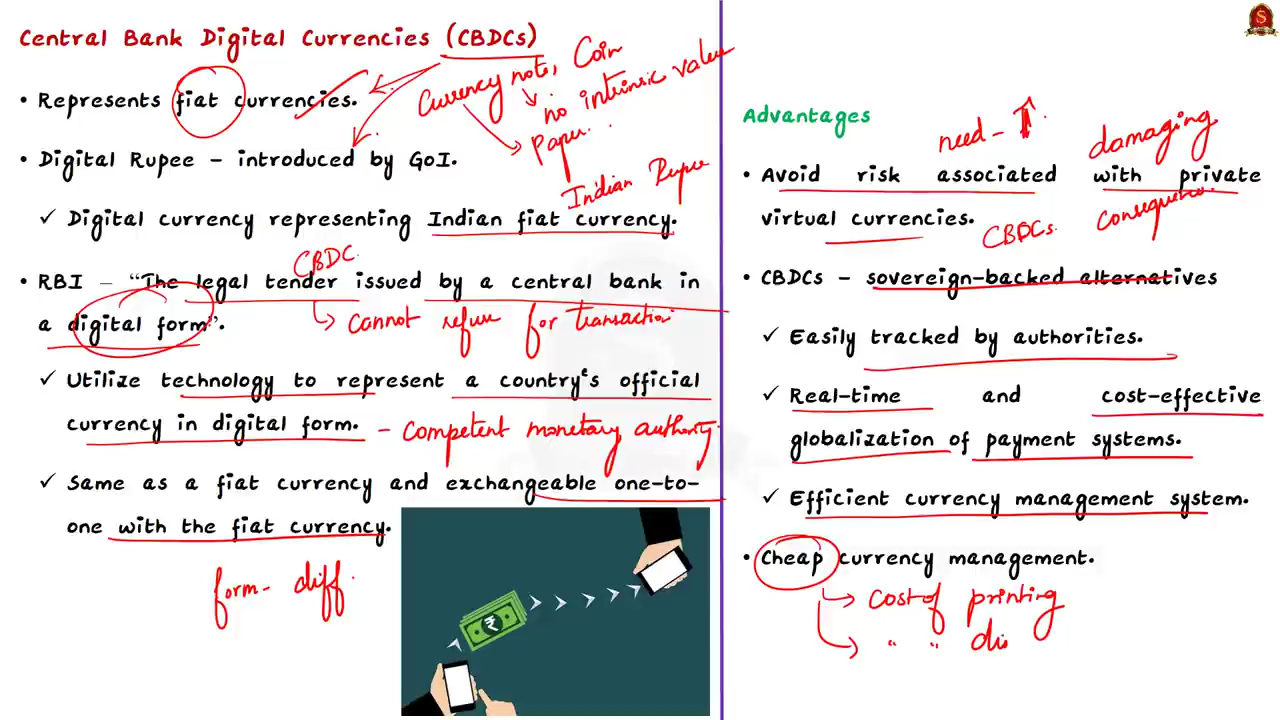 Central Bank Digital Currencies (CBDCs)
• Represents fiat currencies.
Currency note, Coin
no intrinsic value
Paper
• Digital Rupee – introduced by GoI.
Indian Rupee
✓ Digital currency representing Indian fiat currency.
CBDC
• RBI – “The legal tender issued by a central bank in
a digital form”.
Cannot refuse for transaction
✓ Utilize technology to represent a country's official
currency in digital form.
– competent monetary authority
✓ Same as a fiat currency and exchangeable one-to-
one with the fiat currency.
form - diff.
₹
Advantages
need - ↑
damaging
consequence
• Avoid risk associated with private
virtual currencies.
CBDCs
• CBDCs – sovereign-backed alternatives
✓ Easily tracked by authorities.
✓ Real-time and cost-effective
globalization of payment systems.
✓ Efficient currency management system.
• Cheap currency management.
Cost of printing
" " di